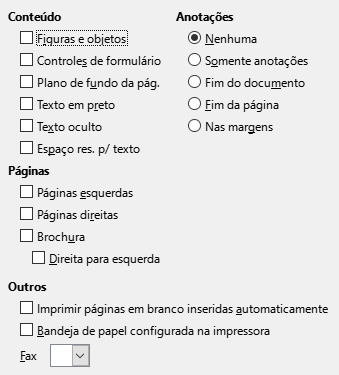 Conteúdo
Figuras e objetos
Controles de formulário
Plano de fundo da pág.
Texto em preto
Texto oculto
Espaço res. p/ texto
Anotações
Nenhuma
Somente anotações
Fim do documento
Fim da página
Nas margens
Páginas
Páginas esquerdas
Páginas direitas
Brochura
Direita para esquerda
Outros
Imprimir páginas em branco inseridas automaticamente
Bandeja de papel configurada na impressora
Fax